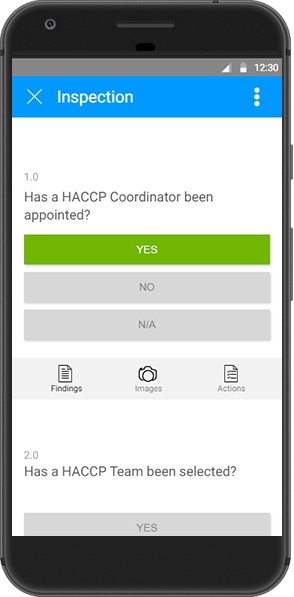 12:30
Inspection
1.0
Has a HACCP Coordinator been
appointed?
YES
NO
N/A
Findings Images Actions
2.0
Has a HACCP Team been selected?
YES